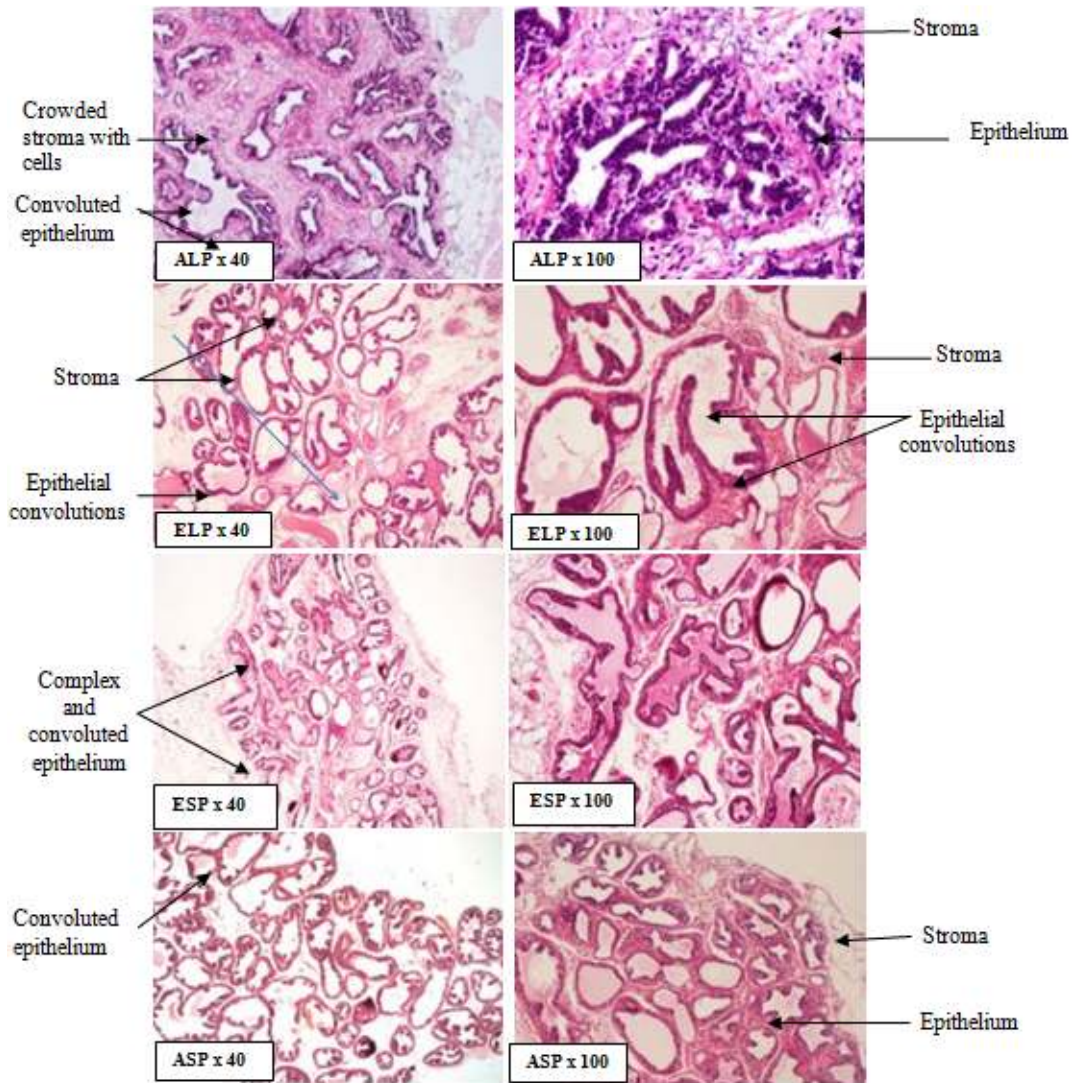 Stroma
Crowded
stroma with
cells
Epithelium
Convoluted
epithelium
ALP x 40
ALP x 100
Stroma
Stroma
Epithelial
convolutions
Epithelial
convolutions
ELP x 40
ELP x 100
Complex
and
convoluted
epithelium
ESP x 40
ESP x 100
Convoluted
epithelium
Stroma
Epithelium
ASP x 40
ASP x 100